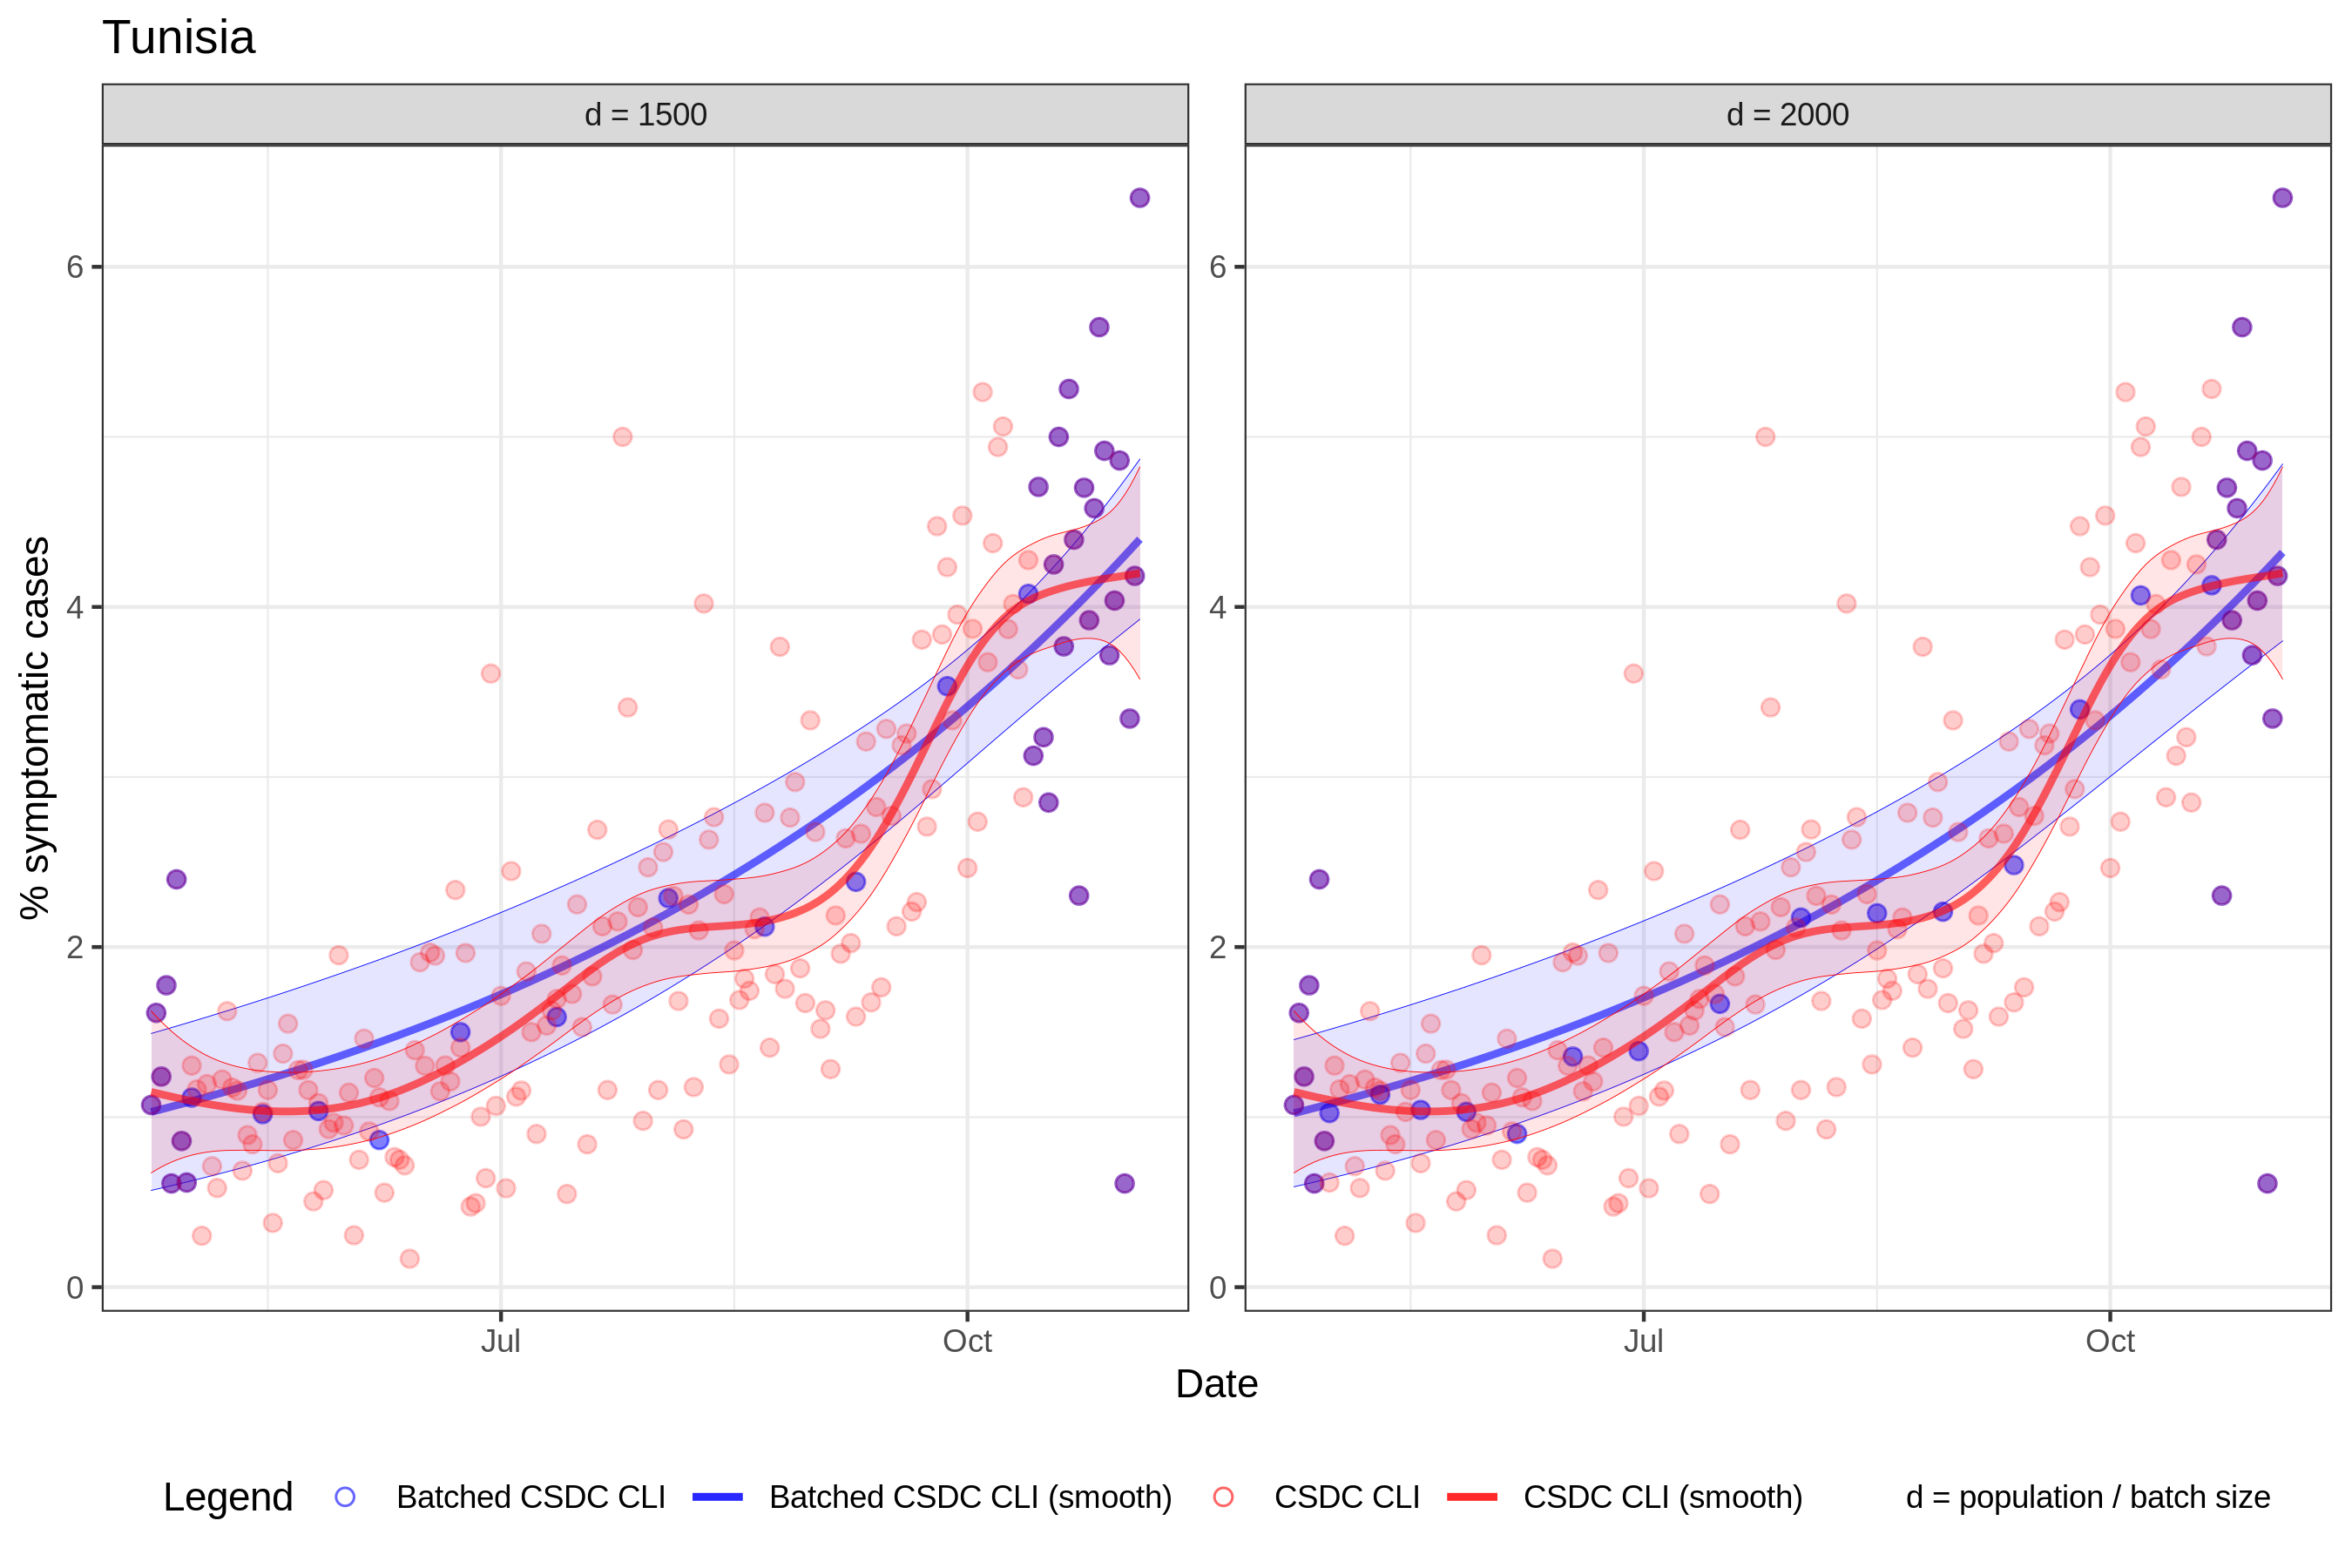 Tunisia
d = 1500
d = 2000
% symptomatic cases
6
4
2
0
6
4
2
0
Jul
Oct
Jul
Oct
Date
Legend
Batched CSDC CLI
Batched CSDC CLI (smooth)
CSDC CLI
CSDC CLI (smooth)
d = population / batch size